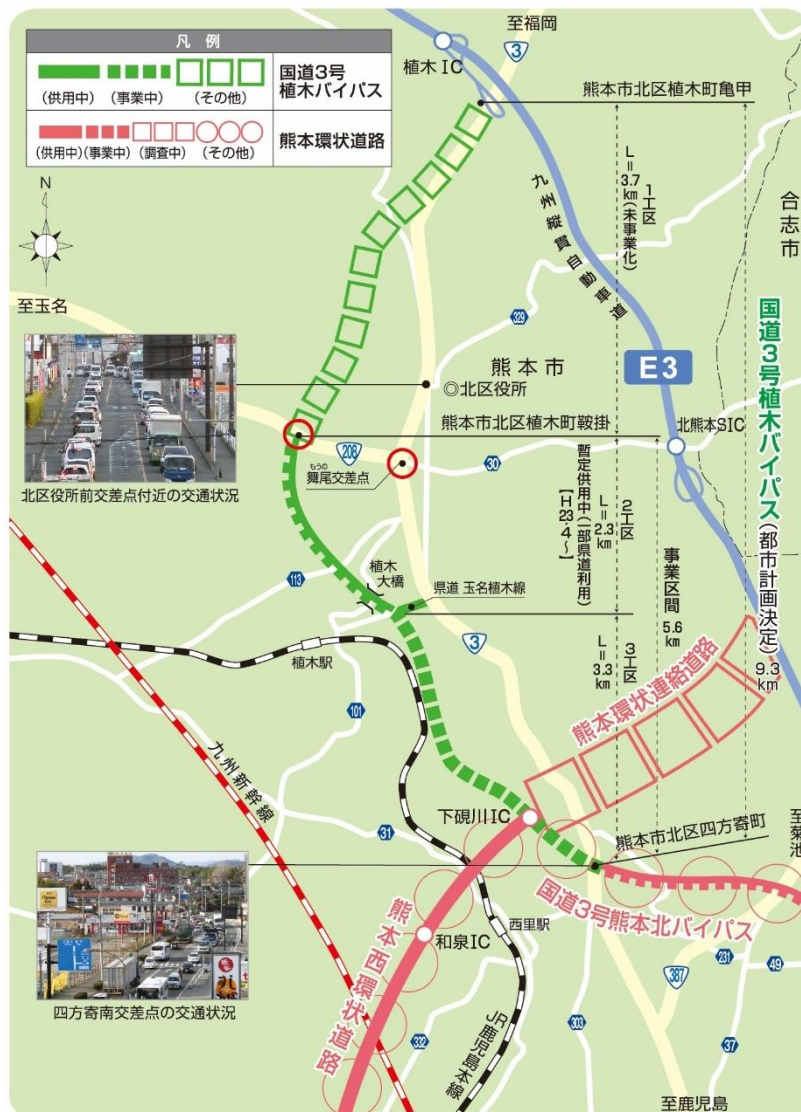 凡例
(供用中) (事業中) (その他)
国道3号
植木バイパス
(供用中)(事業中)(調査中)(その他)
熊本環状道路
至福岡
3
植木IC
熊本市北区植木町亀甲
N
至玉名
九州縦貫自動車道
1工区
L=3.7km(未事業化)
合志市
329
熊本市
◎北区役所
E3
国道3号植木バイパス(都市計画決定)9.3km
北区役所前交差点付近の交通状況
熊本市北区植木町鞍掛
北熊本SIC
208
もうの
舞尾交差点
30
2工区
L=2.3km
暫定供用中(一部県道利用)
【H23.4～】
事業区間 5.6km
113
植木
大橋
県道 玉名植木線
3
3工区
L=3.3km
植木駅
101
熊本環状連絡道路
九州新幹線
下硯川IC
31
熊本市北区四方寄町
至菊池
国道3号熊本北バイパス
西里駅
和泉IC
熊本西環状道路
JR鹿児島本線
四方寄南交差点の交通状況
332
303
387
231
49
37
至鹿児島